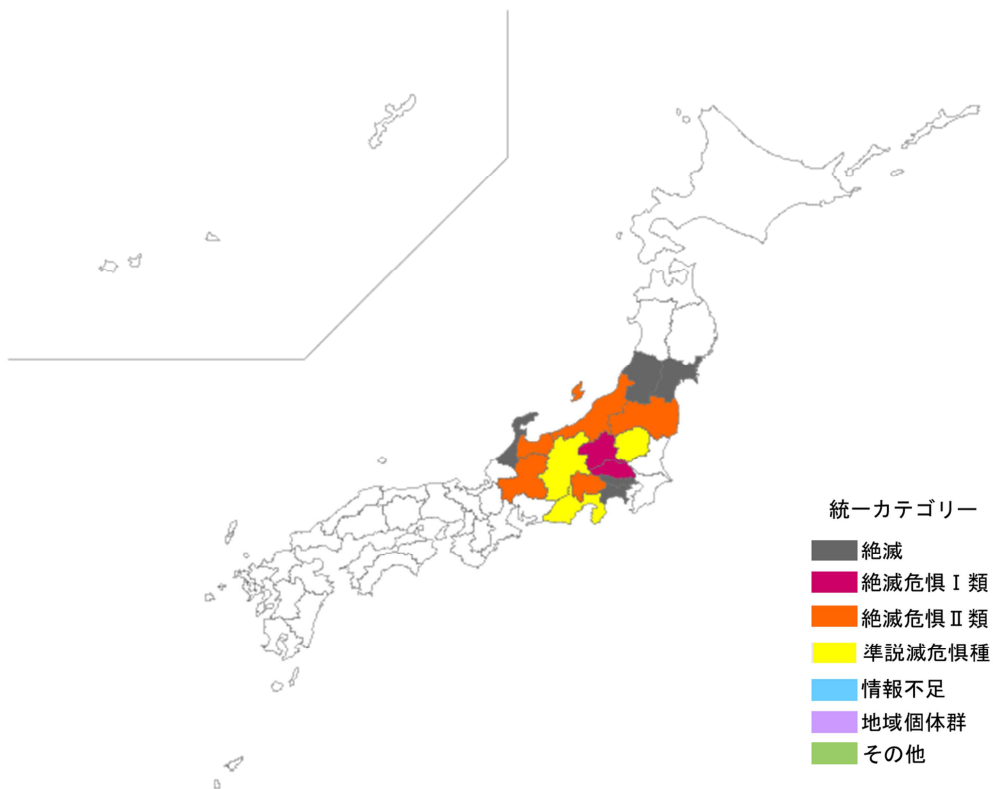 統一カテゴリー
絶滅
絶滅危惧Ⅰ類
絶滅危惧Ⅱ類
準説滅危惧種
情報不足
地域個体群
その他